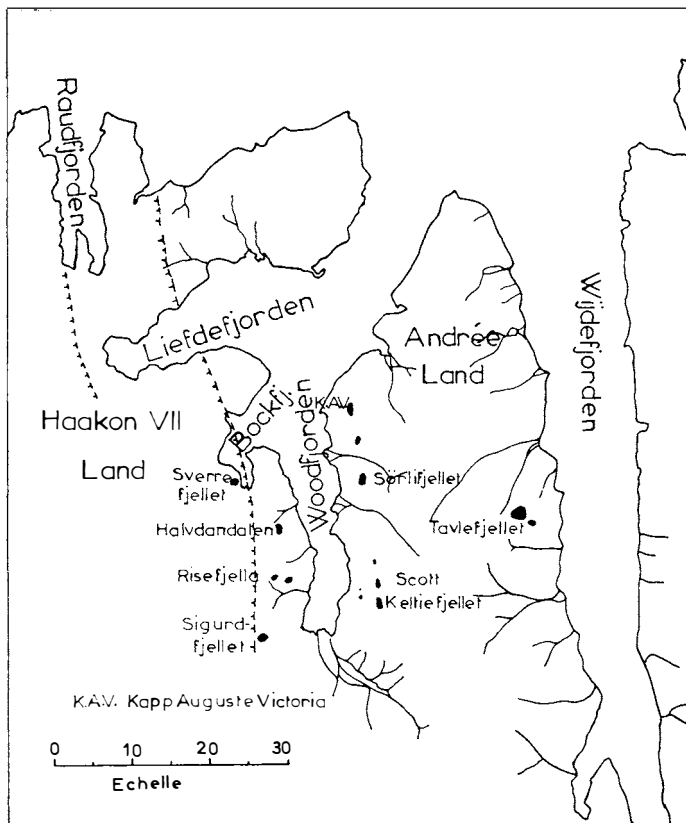 Raudfjorden
Liefdefjorden
Andrée
Land
Wijdefjorden
Bockfj.
K.A.V.
Woodfjorden
Haakon VII
Land
Sverre
fjellet
Sörlifjellet
Halvdandalen
Tavlefjellet
Risefjella
Scott
Keltiefjellet
Sigurd-
fjellet
K.A.V. Kapp Auguste Victoria
0 10 20 30
Echelle